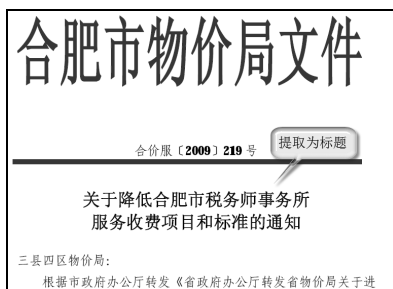 合肥市物价局文件
合价服〔2009〕219 号
提取为标题
关于降低合肥市税务师事务所
服务收费项目和标准的通知
三县四区物价局：
根据市政府办公厅转发《省政府办公厅转发省物价局关于进